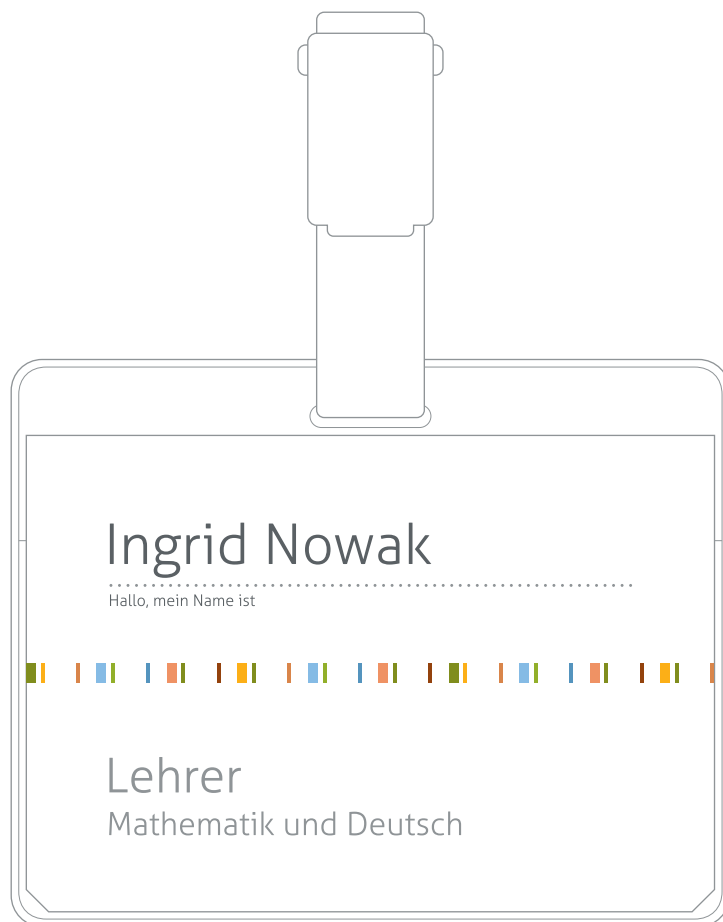 Ingrid Nowak
Hallo, mein Name ist
Lehrer
Mathematik und Deutsch